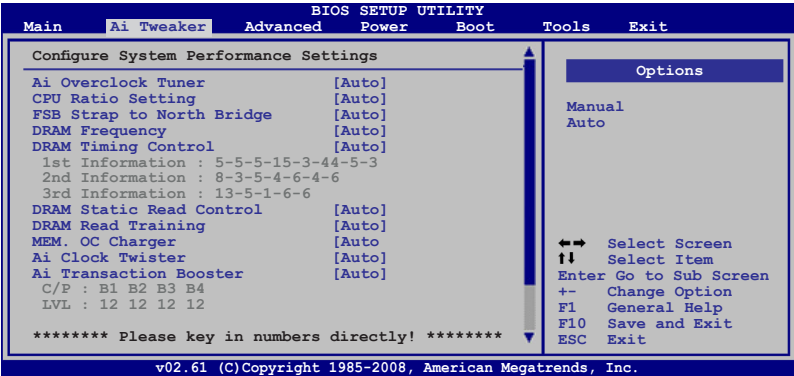 BIOS SETUP UTILITY
Main Ai Tweaker Advanced Power Boot Tools Exit
Configure System Performance Settings
Ai Overclock Tuner [Auto]
CPU Ratio Setting [Auto]
FSB Strap to North Bridge [Auto]
DRAM Frequency [Auto]
DRAM Timing Control [Auto]
1st Information : 5-5-5-15-3-44-5-3
2nd Information : 8-3-5-4-6-4-6
3rd Information : 13-5-1-6-6
DRAM Static Read Control [Auto]
DRAM Read Training [Auto]
MEM. OC Charger [Auto
Ai Clock Twister [Auto]
Ai Transaction Booster [Auto]
C/P : B1 B2 B3 B4
LVL : 12 12 12 12
******** Please key in numbers directly! ********
Options
Manual
Auto
←→ Select Screen
↑↓ Select Item
Enter Go to Sub Screen
+- Change Option
F1 General Help
F10 Save and Exit
ESC Exit
v02.61 (C)Copyright 1985-2008, American Megatrends, Inc.